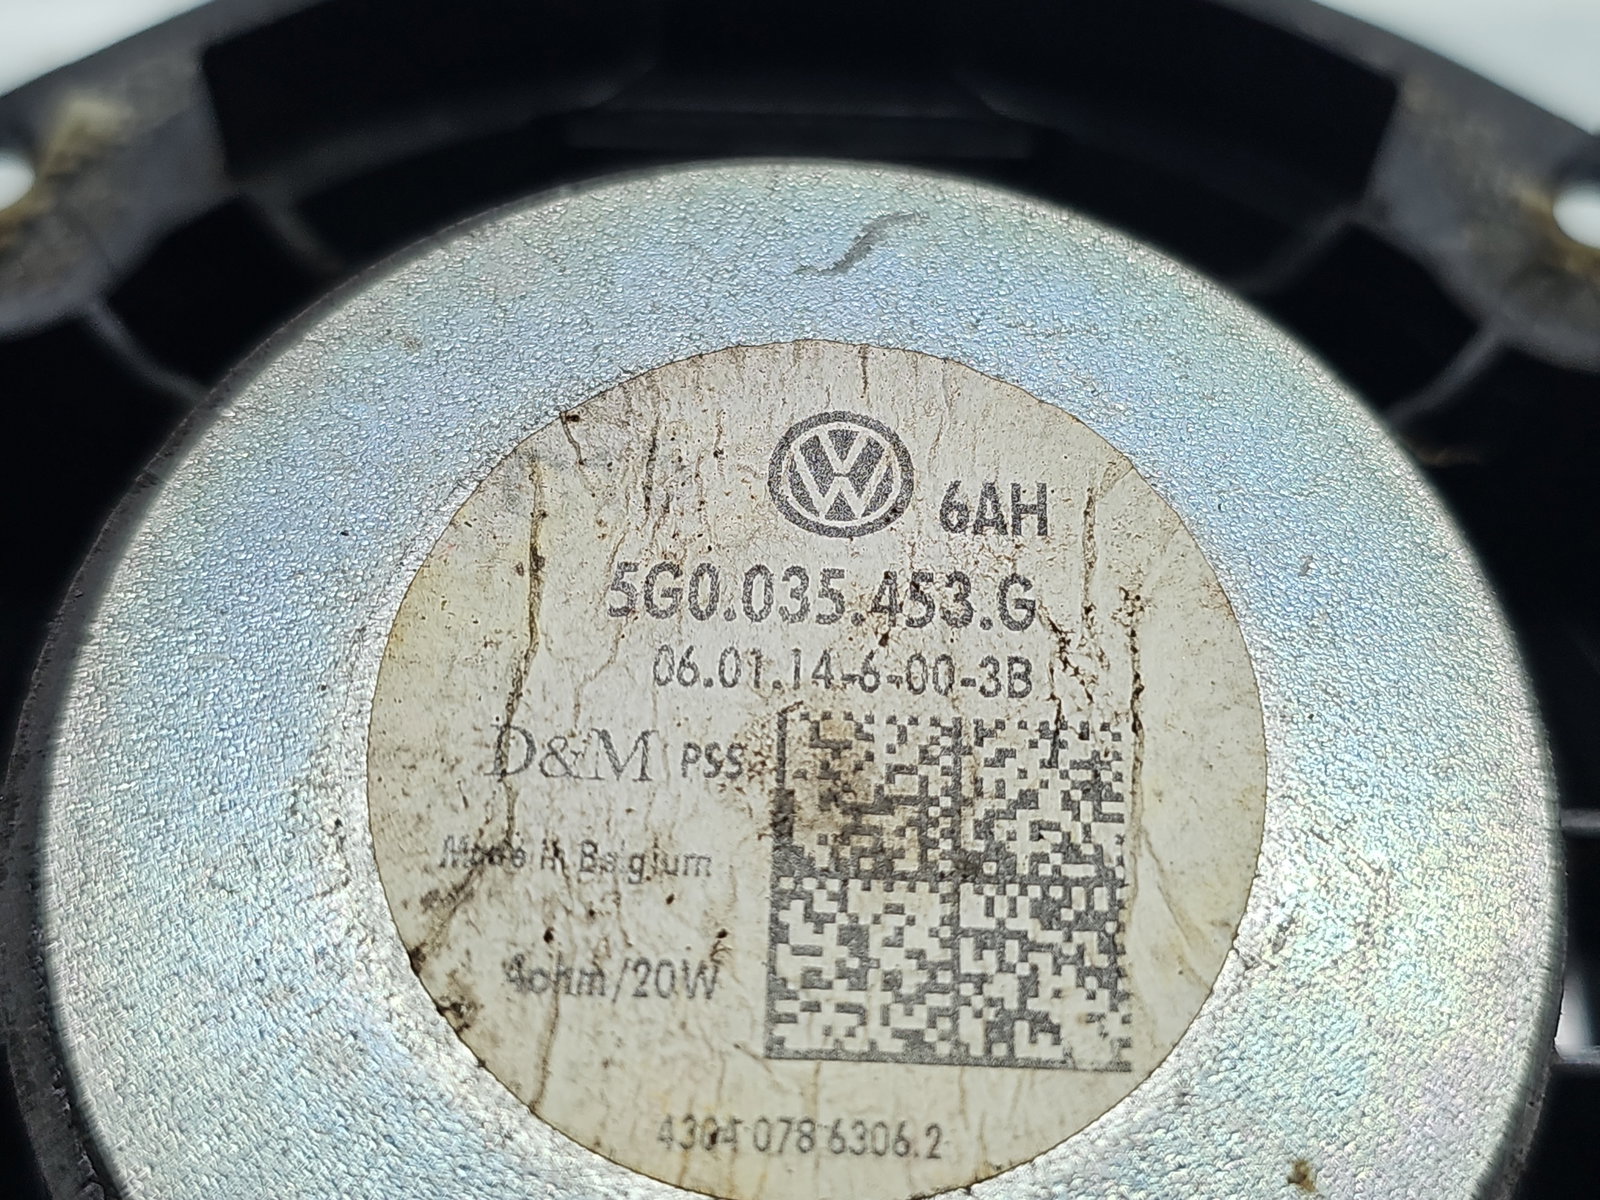 6AH
5G0.035.453.G
06.01.14-6-00-3B
D&M PSS
Made in Belgium
4ohm/20W
4304 078 6306.2